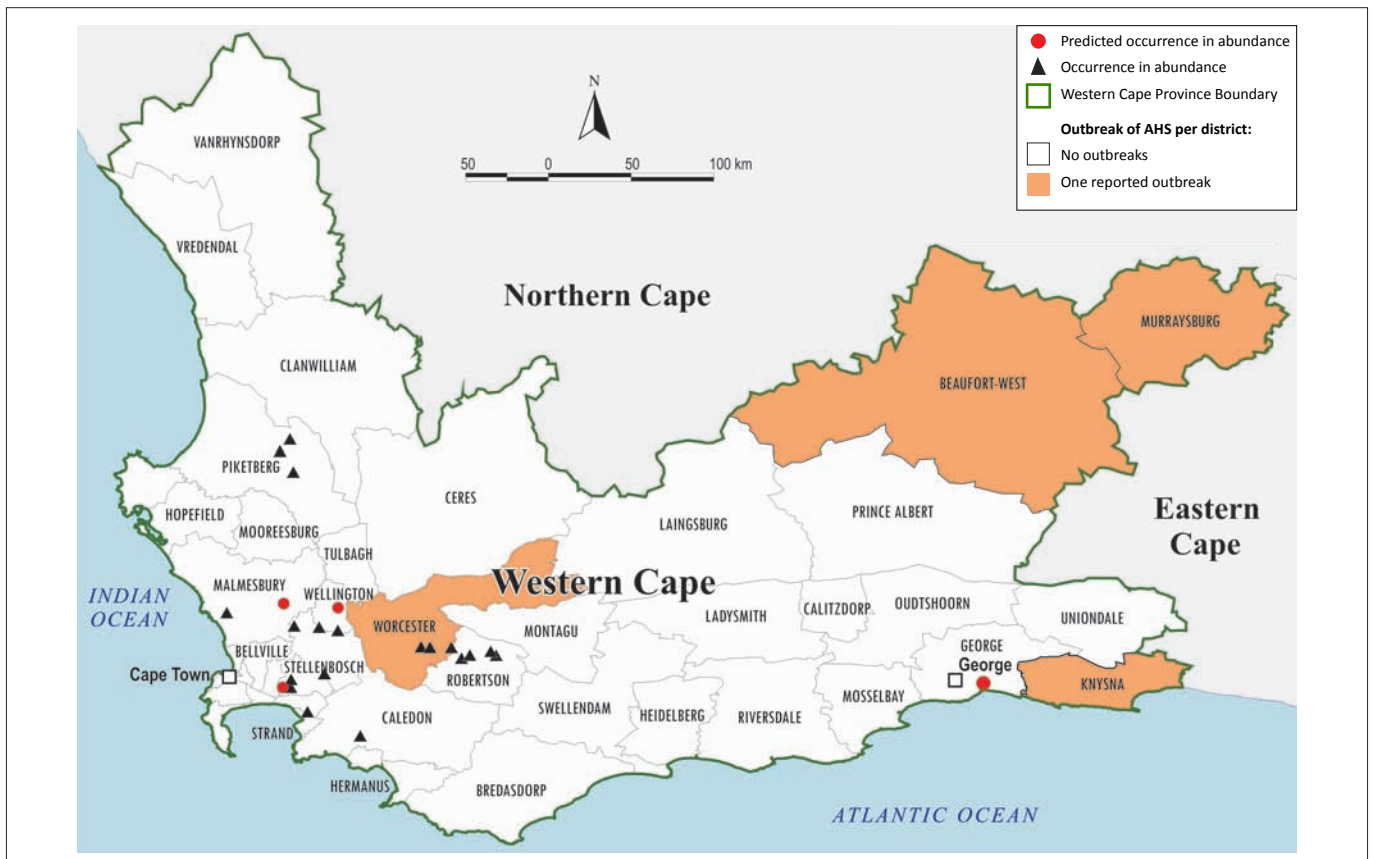 Predicted occurrence in abundance
Occurrence in abundance
Western Cape Province Boundary
Outbreak of AHS per district:
No outbreaks
One reported outbreak
N
50 0 50 100 km
VANRHYNSDORP
VREDENDAL
Northern Cape
CLANWILLIAM
MURRAYSBURG
BEAUFORT-WEST
PIKETBERG
CERES
HOPEFIELD
MOOREESBURG
LAINGSBURG
PRINCE ALBERT
Eastern
Cape
TULBAGH
MALMESBURY
WELLINGTON
Western Cape
INDIAN
OCEAN
WORCESTER
MONTAGU
LADYSMITH
CALITZDORP
OUDTSHOORN
UNIONDALE
BELLVILLE
STELLENBOSCH
Cape Town
ROBERTSON
GEORGE
George
KNYSNA
MOSSELBAY
SWELLENDAM
HEIDELBERG
RIVERSDALE
CALEDON
STRAND
HERMANUS
BREDASDORP
ATLANTIC OCEAN